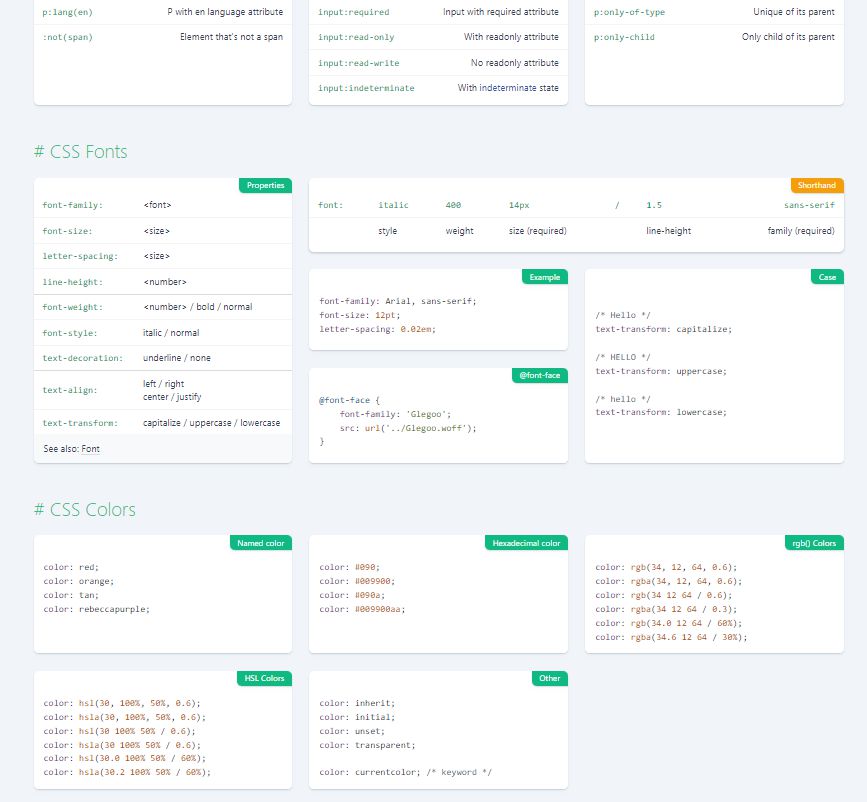 p:lang(en) P with en language attribute
:not(span) Element that's not a span
input:required Input with required attribute
input:read-only With readonly attribute
input:read-write No readonly attribute
input:indeterminate With indeterminate state
p:only-of-type Unique of its parent
p:only-child Only child of its parent
# CSS Fonts
Properties
font-family: <font>
font-size: <size>
letter-spacing: <size>
line-height: <number>
font-weight: <number> / bold / normal
font-style: italic / normal
text-decoration: underline / none
text-align: left / right
center / justify
text-transform: capitalize / uppercase / lowercase
See also: Font
Shorthand
font: italic 400 14px / 1.5 sans-serif
style weight size (required) line-height family (required)
Example
font-family: Arial, sans-serif;
font-size: 12pt;
letter-spacing: 0.02em;
Case
/* Hello */
text-transform: capitalize;
/* HELLO */
text-transform: uppercase;
/* hello */
text-transform: lowercase;
@font-face
@font-face {
font-family: 'Glegoo';
src: url('../Glegoo.woff');
}
# CSS Colors
Named color
color: red;
color: orange;
color: tan;
color: rebeccapurple;
Hexadecimal color
color: #090;
color: #009900;
color: #090a;
color: #009900aa;
rgb() Colors
color: rgb(34, 12, 64, 0.6);
color: rgba(34, 12, 64, 0.6);
color: rgb(34 12 64 / 0.6);
color: rgba(34 12 64 / 0.3);
color: rgb(34.0 12 64 / 60%);
color: rgba(34.6 12 64 / 30%);
HSL Colors
color: hsl(30, 100%, 50%, 0.6);
color: hsla(30, 100%, 50%, 0.6);
color: hsl(30 100% 50% / 0.6);
color: hsla(30 100% 50% / 0.6);
color: hsl(30.0 100% 50% / 60%);
color: hsla(30.2 100% 50% / 60%);
Other
color: inherit;
color: initial;
color: unset;
color: transparent;
color: currentcolor; /* keyword */